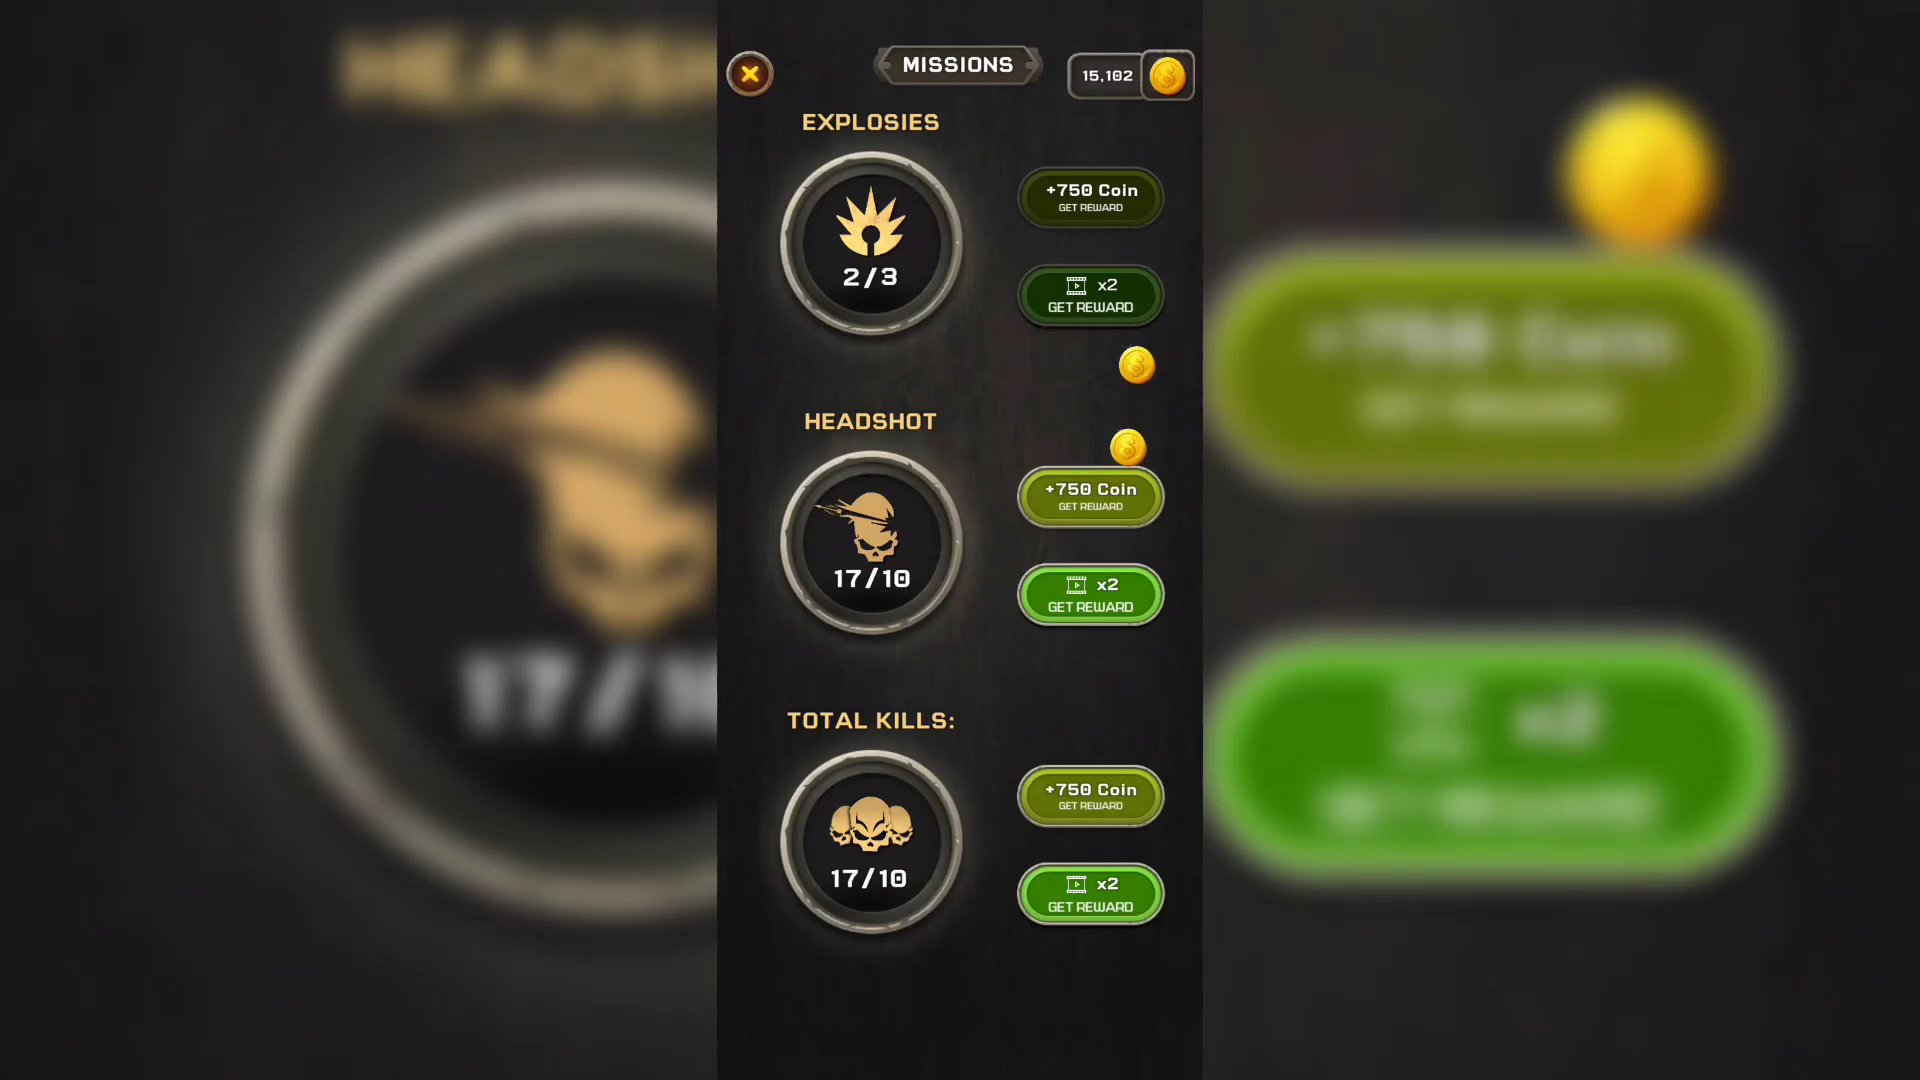 MISSIONS
15,102
EXPLOSIES
2/3
+750 Coin
GET REWARD
x2
GET REWARD
HEADSHOT
17/10
+750 Coin
GET REWARD
x2
GET REWARD
TOTAL KILLS:
17/10
+750 Coin
GET REWARD
x2
GET REWARD